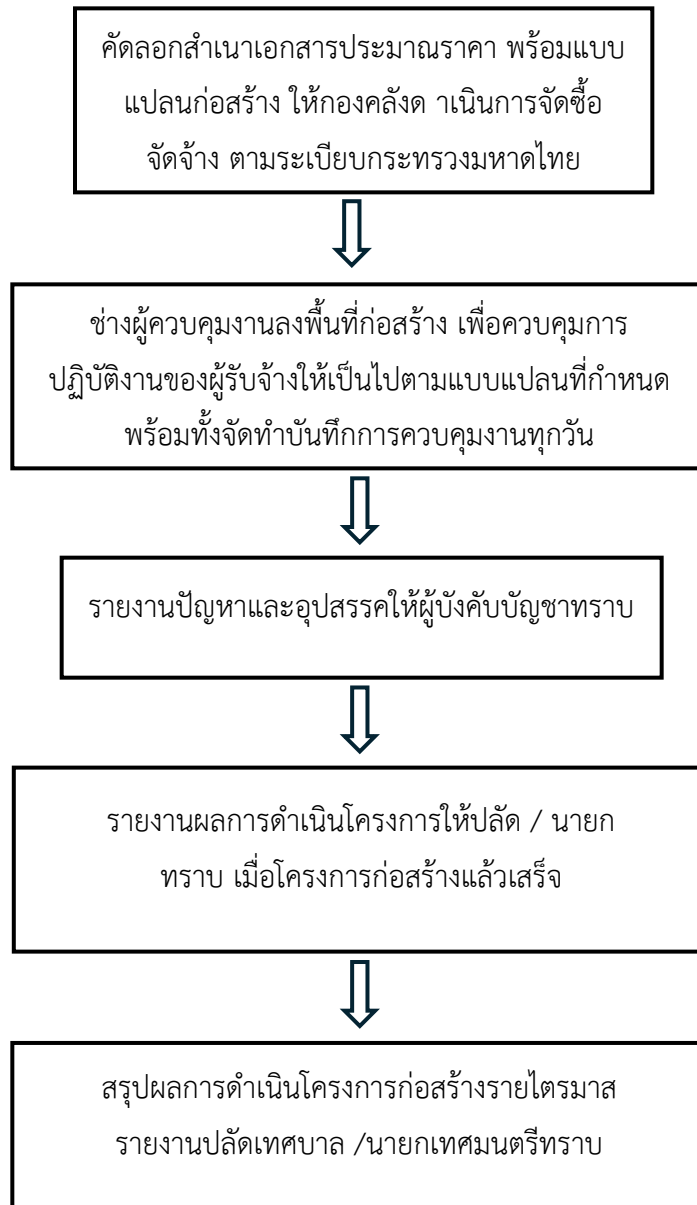 คัดลอกสำเนาเอกสารประมาณราคา พร้อมแบบ
แปลนก่อสร้าง ให้กองคลังด าเนินการจัดซื้อ
จัดจ้าง ตามระเบียบกระทรวงมหาดไทย
ช่างผู้ควบคุมงานลงพื้นที่ก่อสร้าง เพื่อควบคุมการ
ปฏิบัติงานของผู้รับจ้างให้เป็นไปตามแบบแปลนที่กำหนด
พร้อมทั้งจัดทำบันทึกการควบคุมงานทุกวัน
รายงานปัญหาและอุปสรรคให้ผู้บังคับบัญชาทราบ
รายงานผลการดำเนินโครงการให้ปลัด / นายก
ทราบ เมื่อโครงการก่อสร้างแล้วเสร็จ
สรุปผลการดำเนินโครงการก่อสร้างรายไตรมาส
รายงานปลัดเทศบาล /นายกเทศมนตรีทราบ